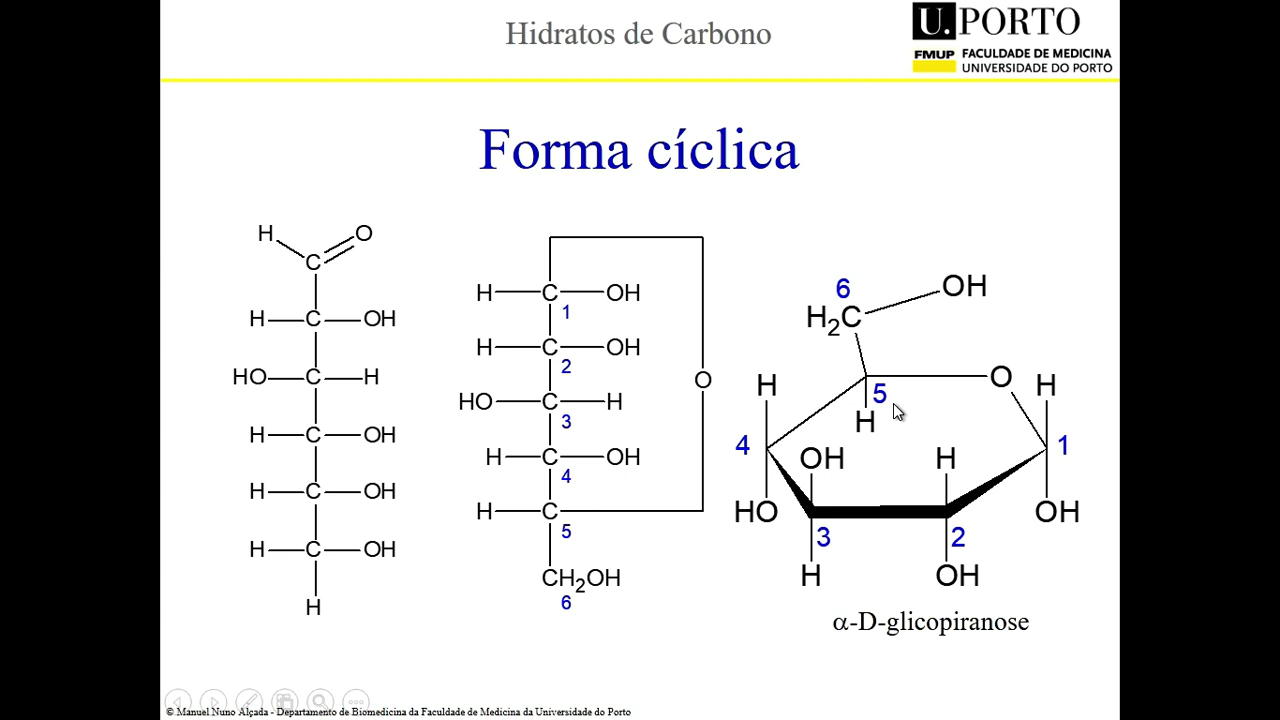 Hidratos de Carbono
U.PORTO
FMUP FACULDADE DE MEDICINA
UNIVERSIDADE DO PORTO
Forma cíclica
H O
C
H C OH
HO C H
H C OH
H C OH
H C OH
H
H C OH
1
H C OH
2
O
HO C H
3
H C OH
4
H C
5
CH2OH
6
6 OH
H2C
H 5 O H
H
4 OH H 1
HO OH
3 2
H OH
α-D-glicopiranose
© Manuel Nuno Alçada - Departamento de Biomedicina da Faculdade de Medicina da Universidade do Porto